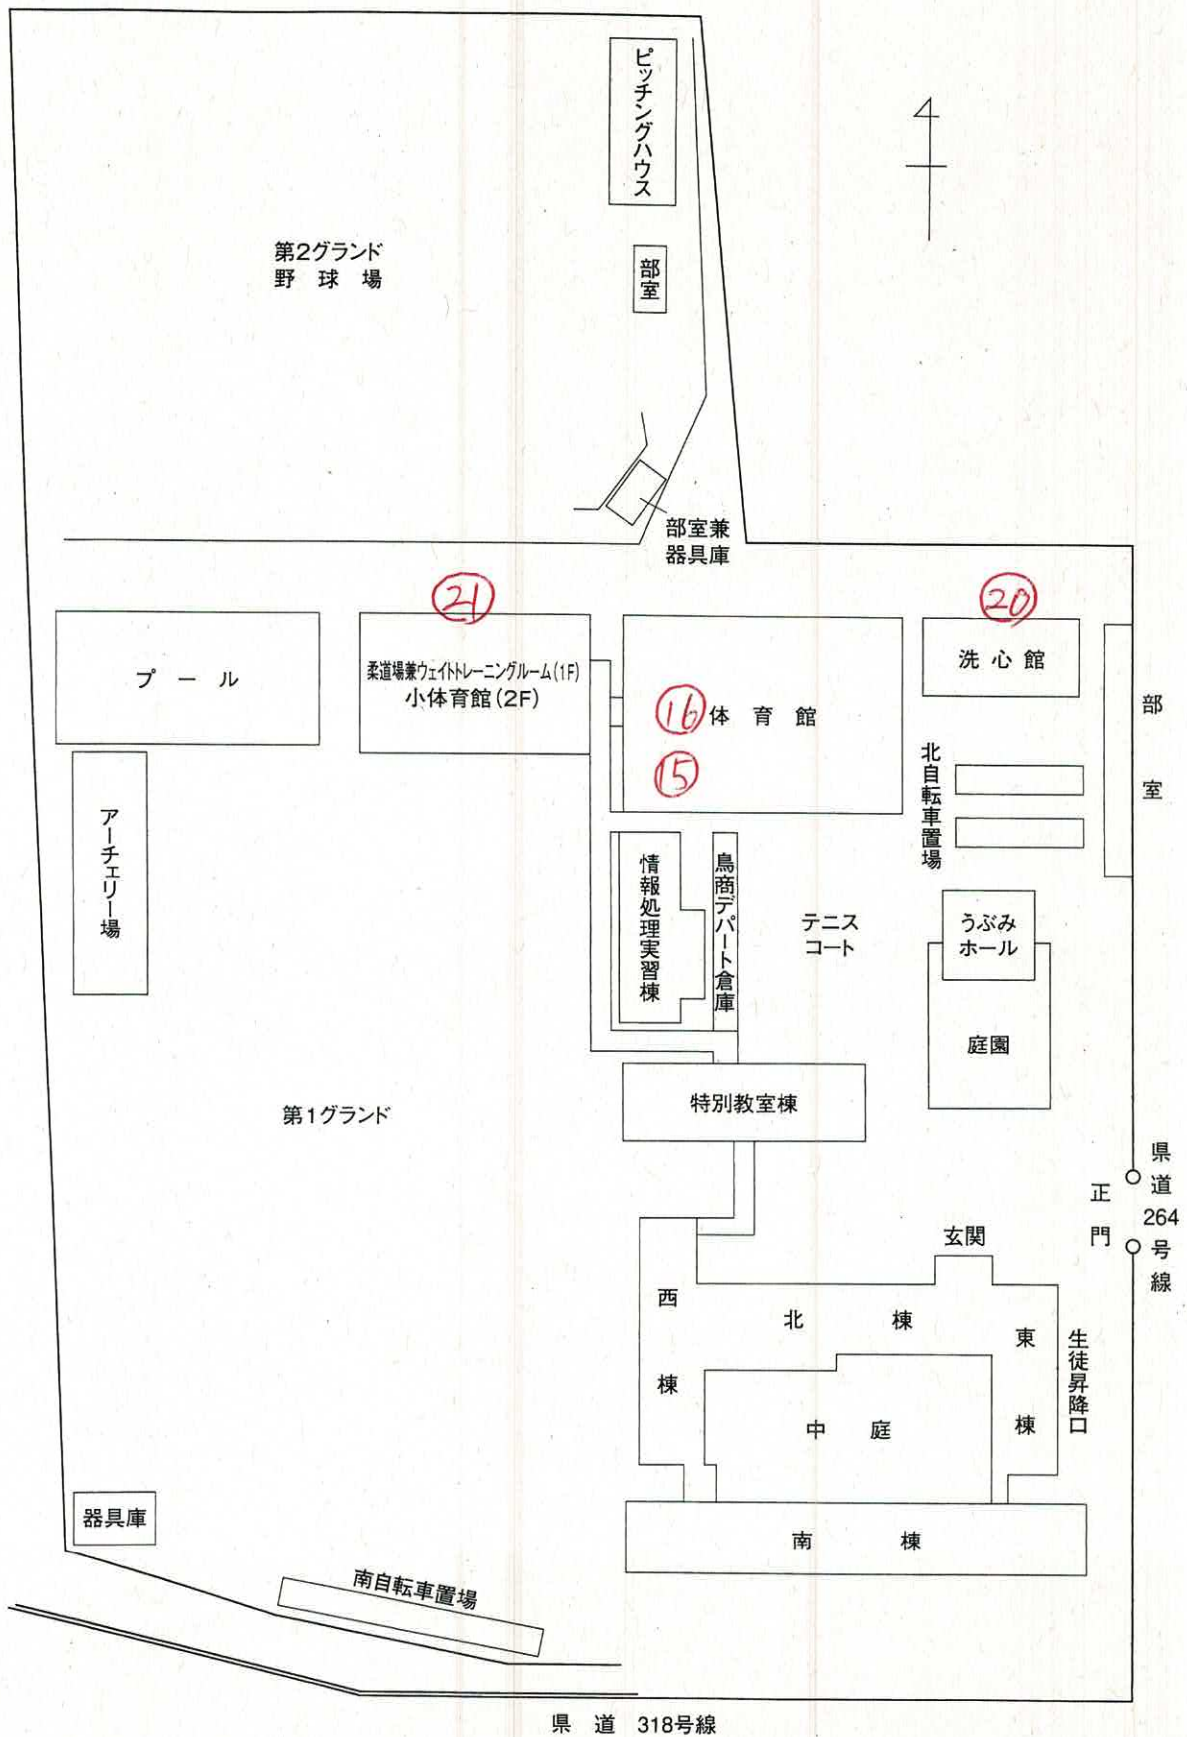 ピッチングハウス
第2グランド
野球場
部室
部室兼
器具庫
21
20
プール
柔道場兼ウェイトトレーニングルーム(1F)
小体育館(2F)
16
体育館
15
洗心館
部室
北自転車置場
アーチェリー場
情報処理実習棟
鳥商デパート倉庫
テニス
コート
うぶみ
ホール
庭園
第1グランド
特別教室棟
県道264号線
正門
玄関
西棟
北棟
東棟
生徒昇降口
中庭
器具庫
南棟
南自転車置場
県道 318号線